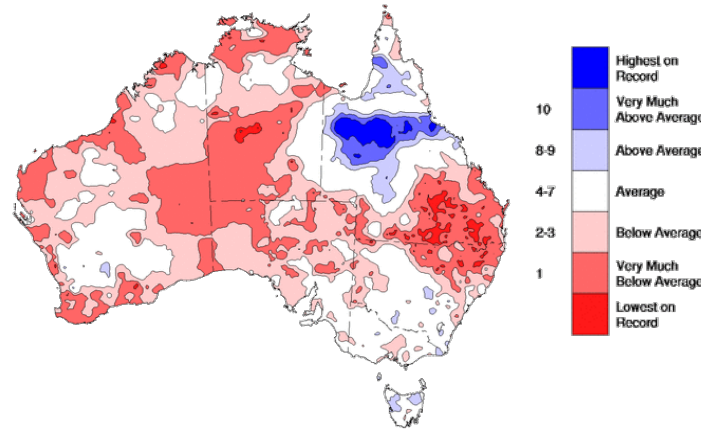 Highest on
Record
10
Very Much
Above Average
8-9
Above Average
4-7
Average
2-3
Below Average
1
Very Much
Below Average
Lowest on
Record